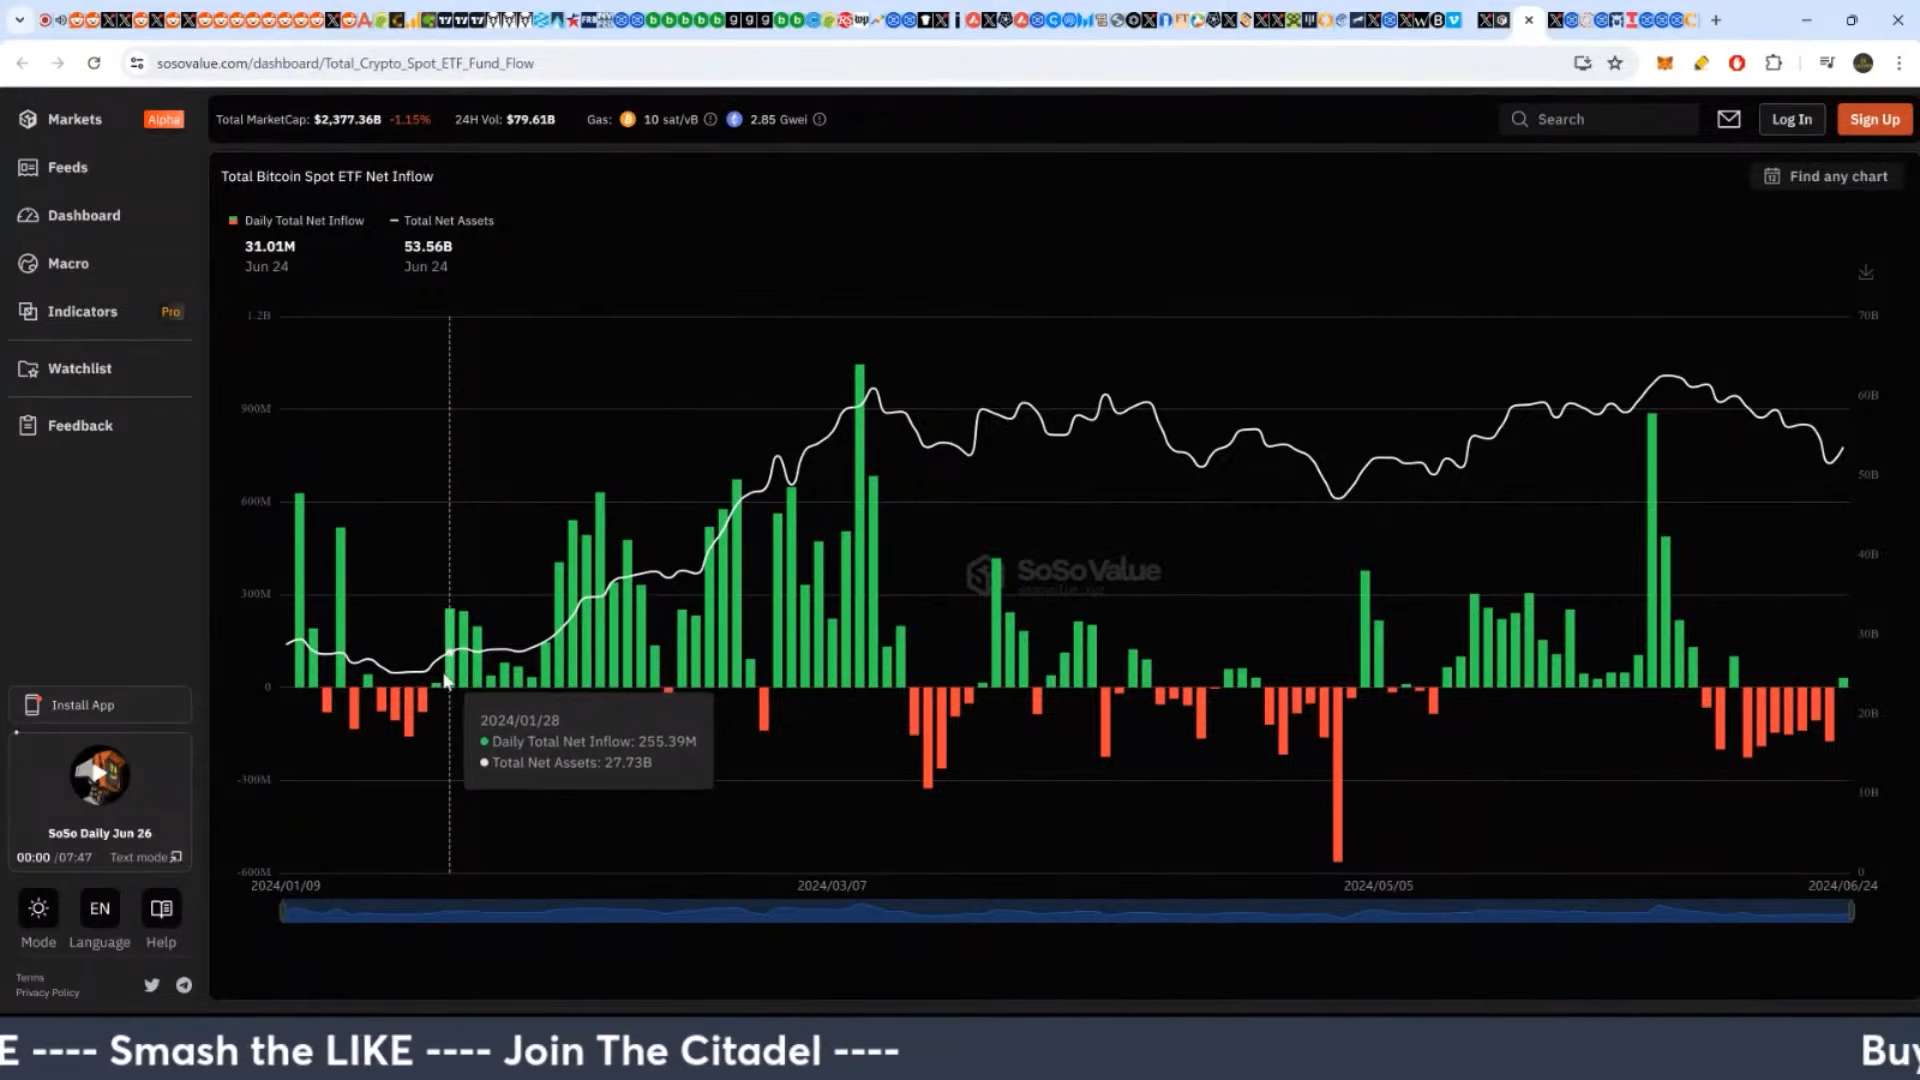 sosovalue.com/dashboard/Total_Crypto_Spot_ETF_Fund_Flow
Markets
Alpha
Total MarketCap: $2,377.36B -1.15%
24H Vol: $79.61B
Gas:
10 sat/vB
2.85 Gwei
Search
Log In
Sign Up
Feeds
Dashboard
Macro
Indicators
Pro
Watchlist
Feedback
Total Bitcoin Spot ETF Net Inflow
Find any chart
Daily Total Net Inflow
Total Net Assets
31.01M
53.56B
Jun 24
Jun 24
1.2B
70B
900M
60B
600M
50B
40B
300M
30B
0
20B
-300M
10B
-600M
0
SoSoValue
2024/01/28
Daily Total Net Inflow: 255.39M
Total Net Assets: 27.73B
2024/01/09
2024/03/07
2024/05/05
2024/06/24
Install App
SoSo Daily Jun 26
00:00 /07:47
Text mode
EN
Mode
Language
Help
Terms
Privacy Policy
E ---- Smash the LIKE ---- Join The Citadel ----
Buy